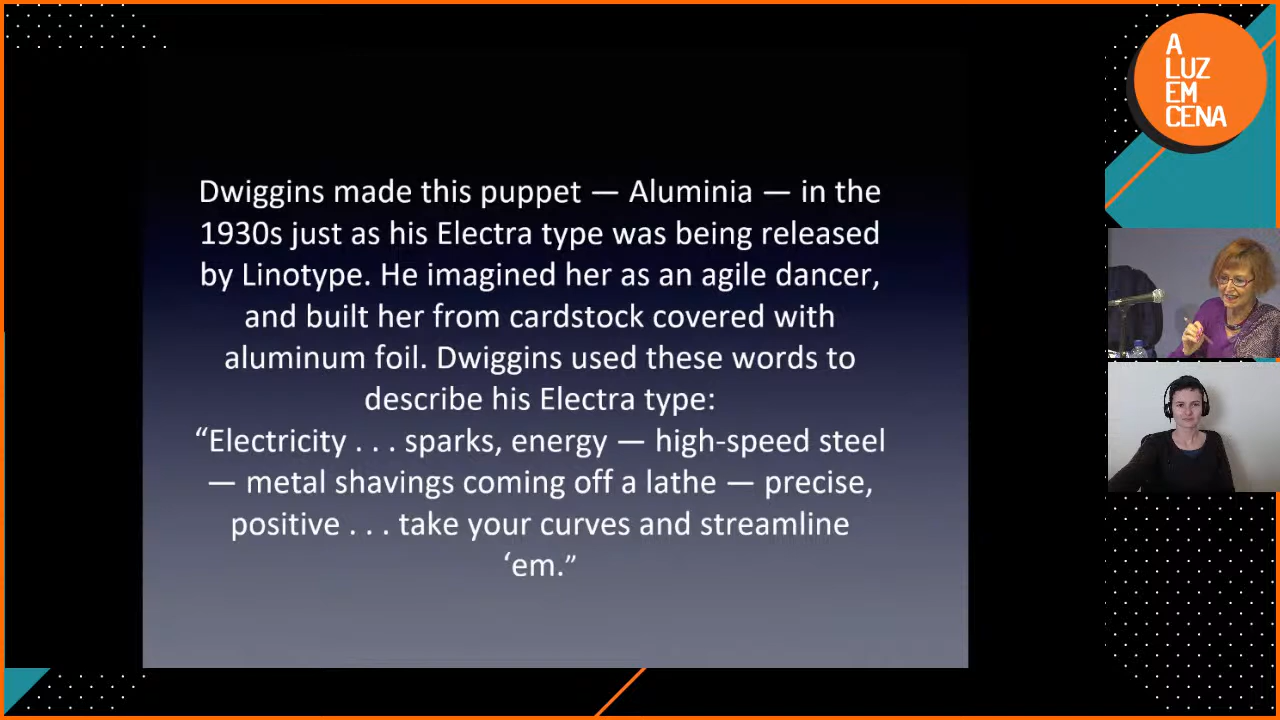 Dwiggins made this puppet — Aluminia — in the
1930s just as his Electra type was being released
by Linotype. He imagined her as an agile dancer,
and built her from cardstock covered with
aluminum foil. Dwiggins used these words to
describe his Electra type:
“Electricity . . . sparks, energy — high-speed steel
— metal shavings coming off a lathe — precise,
positive . . . take your curves and streamline
‘em.”
A
LUZ
EM
CENA